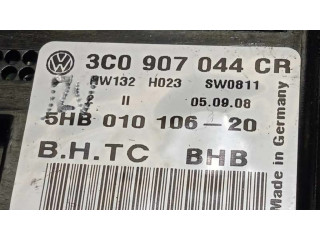 3C0 907 044 CR
HW132 H023 SW0811
II 05.09.08
5HB 010 106-20
B.H.TC BHB
Made in Germany